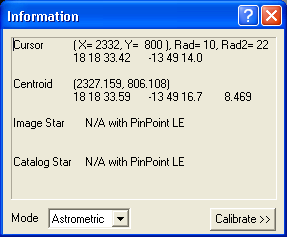 Information
Cursor ( X= 2332, Y= 800 ), Rad= 10, Rad2= 22
18 18 33.42 -13 49 14.0
Centroid (2327.159, 806.108)
18 18 33.59 -13 49 16.7 8.469
Image Star N/A with PinPoint LE
Catalog Star N/A with PinPoint LE
Mode Astrometric Calibrate >>